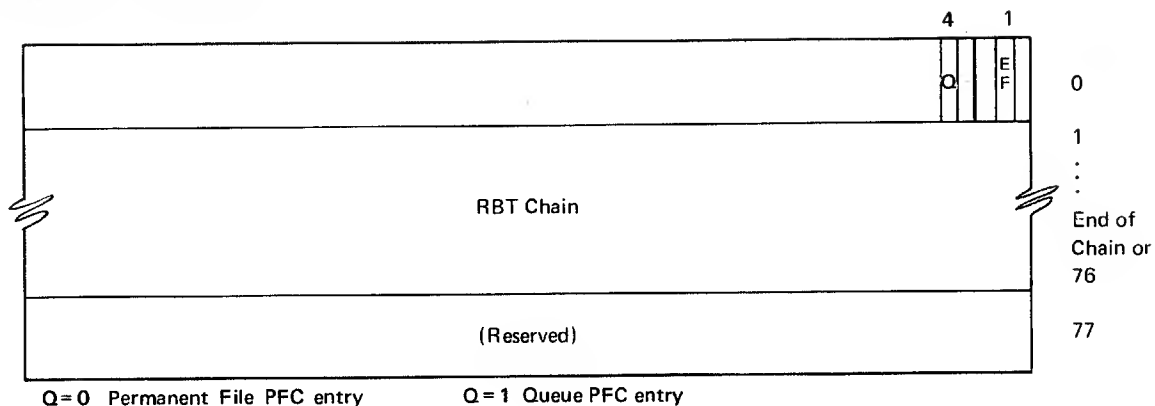 4 1
Q E F 0
1
.
.
.
RBT Chain
End of
Chain or
76
(Reserved) 77
Q=0 Permanent File PFC entry Q=1 Queue PFC entry